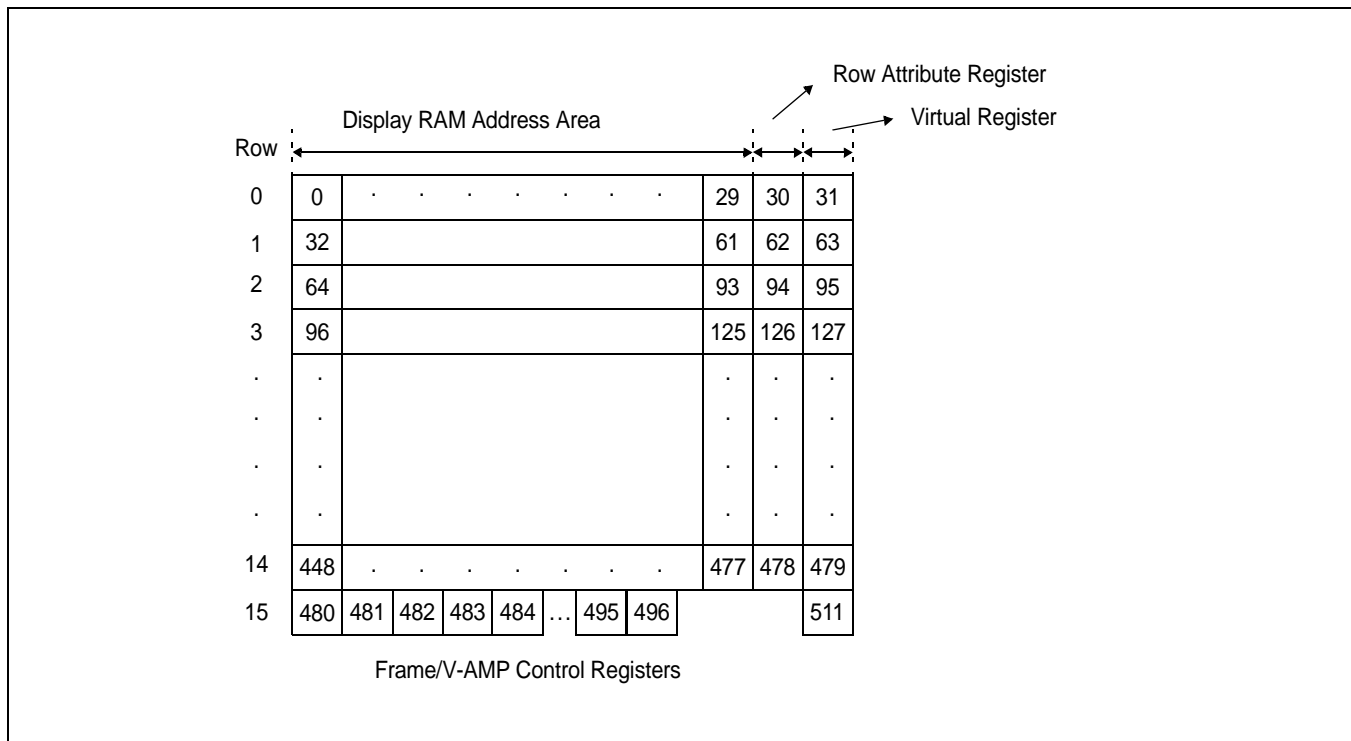 Row Attribute Register
Display RAM Address Area
Virtual Register
Row
0 0 . . . . . . . 29 30 31
1 32 61 62 63
2 64 93 94 95
3 96 125 126 127
. . . . .
. . . . .
. . . . .
. . . . .
14 448 . . . . . . . 477 478 479
15 480 481 482 483 484 ... 495 496 511
Frame/V-AMP Control Registers